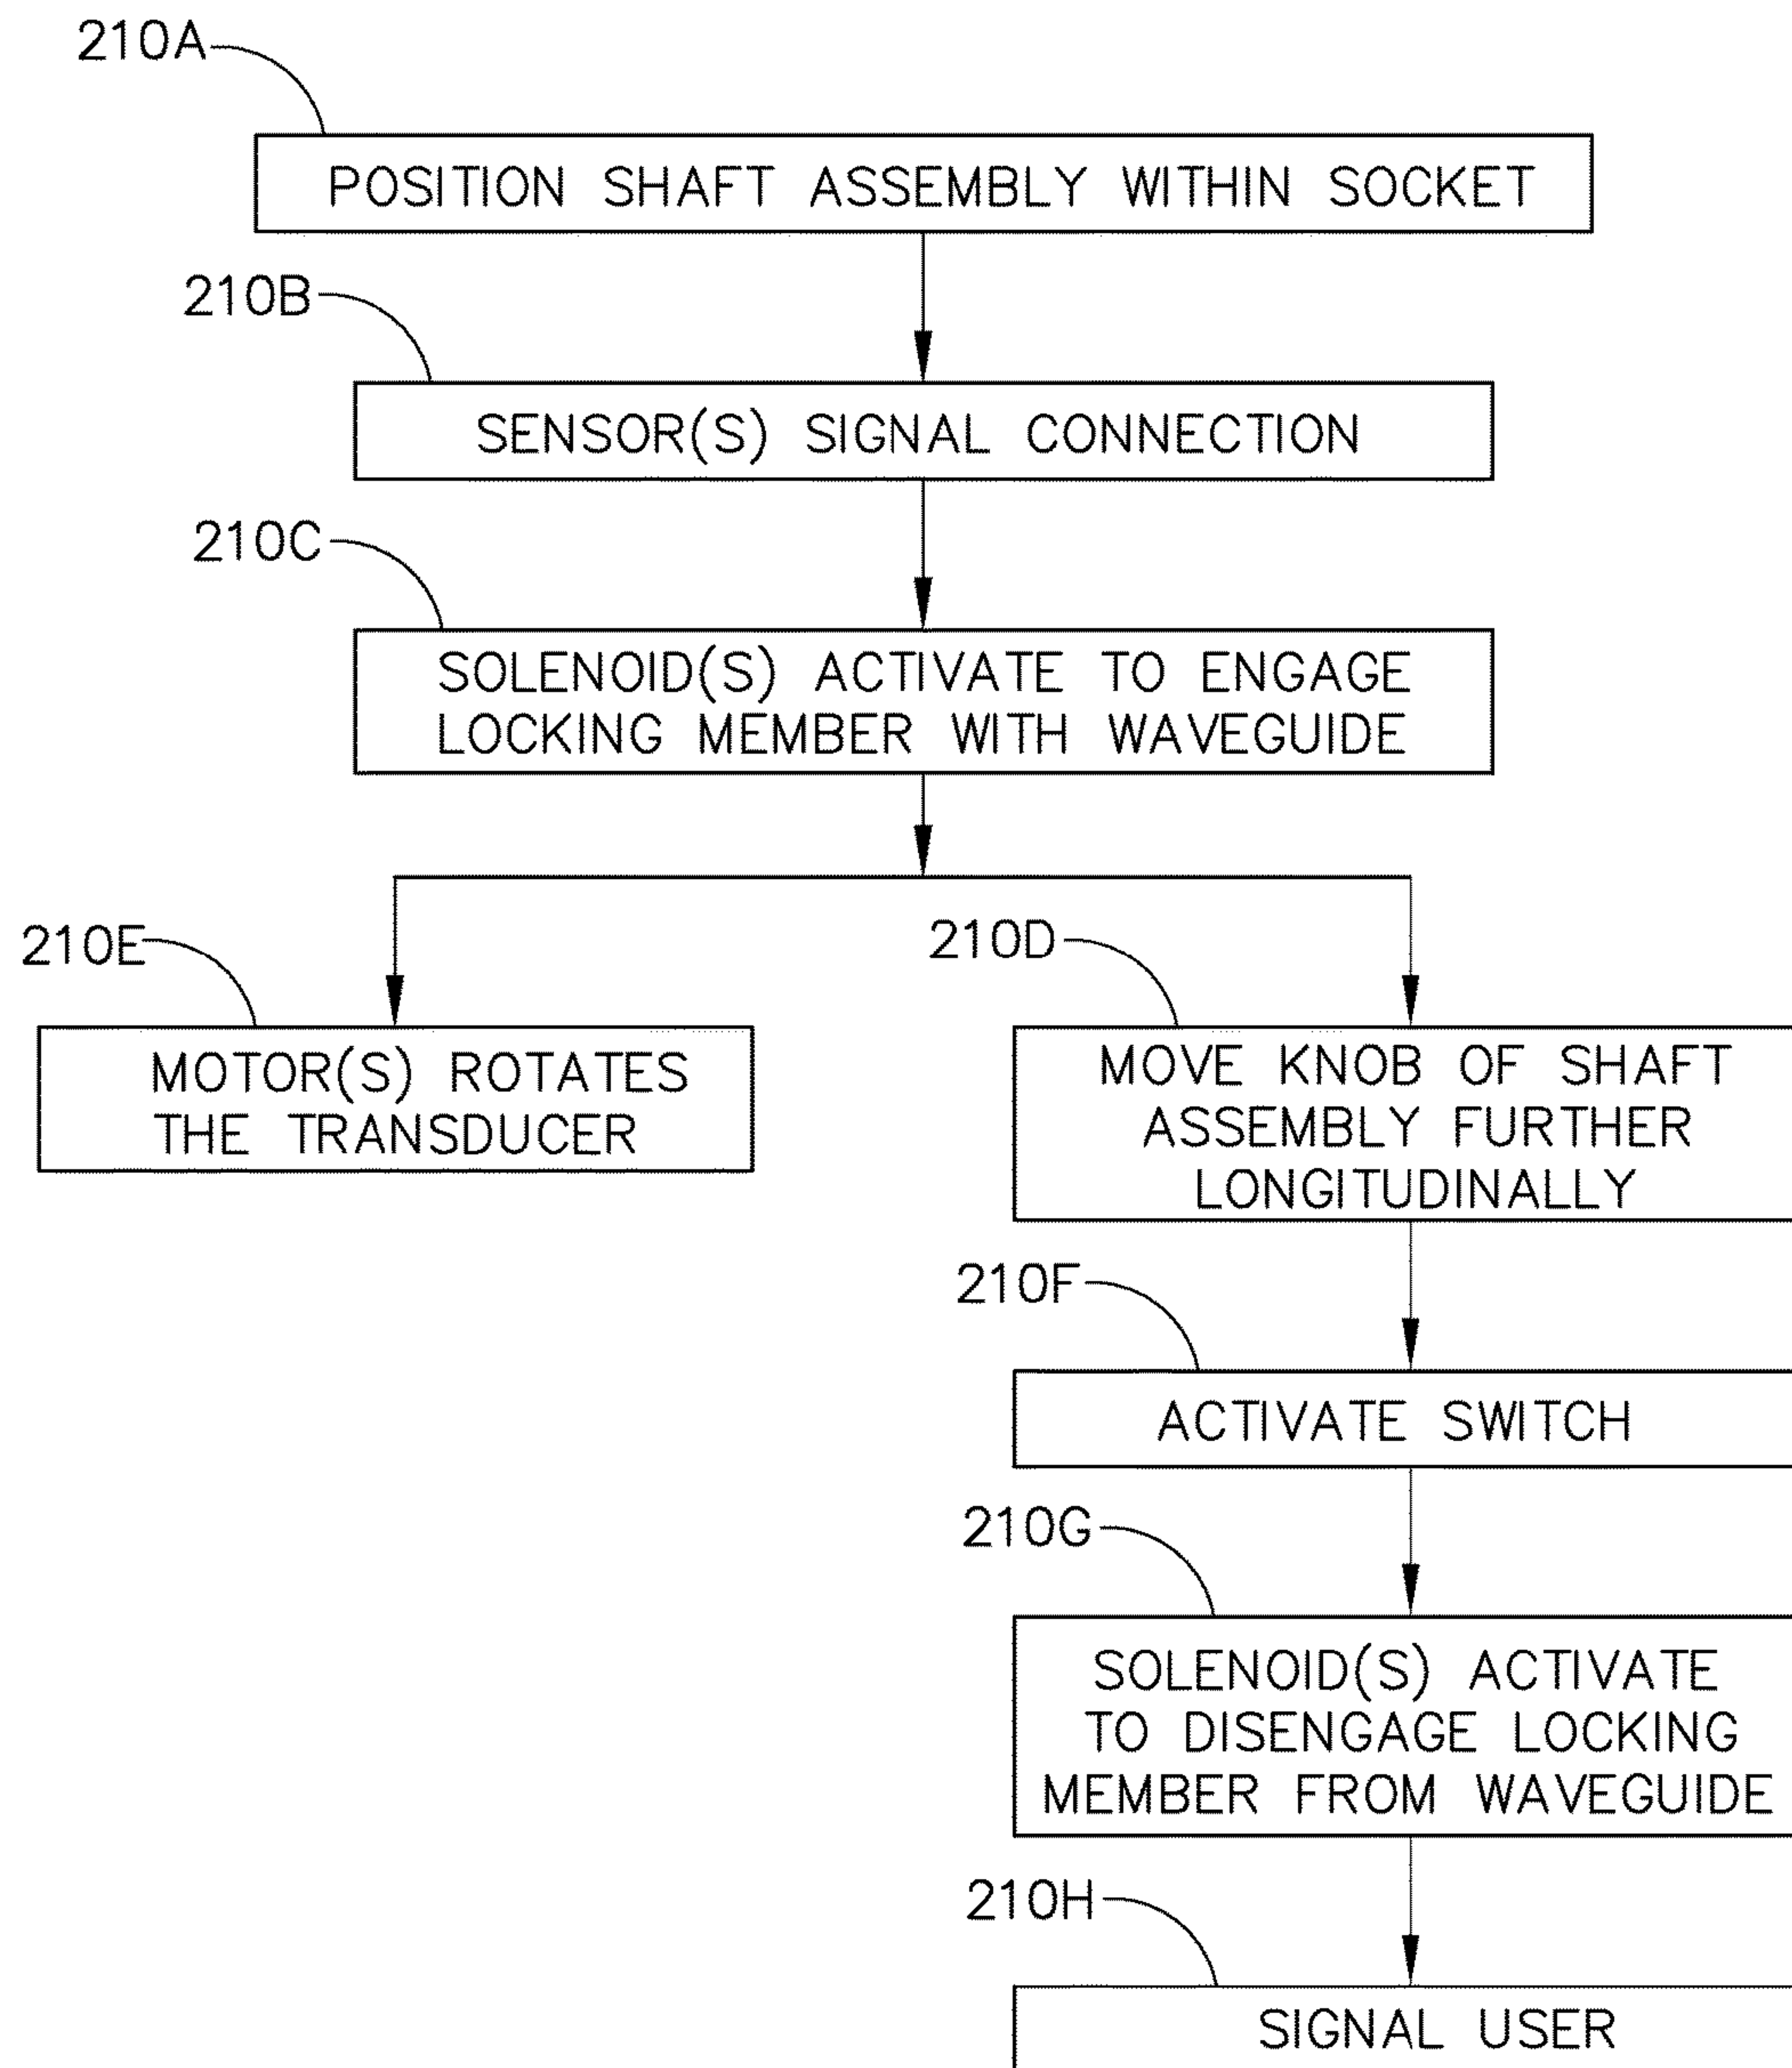 210A
POSITION SHAFT ASSEMBLY WITHIN SOCKET
210B
SENSOR(S) SIGNAL CONNECTION
210C
SOLENOID(S) ACTIVATE TO ENGAGE
LOCKING MEMBER WITH WAVEGUIDE
210E
MOTOR(S) ROTATES
THE TRANSDUCER
210D
MOVE KNOB OF SHAFT
ASSEMBLY FURTHER
LONGITUDINALLY
210F
ACTIVATE SWITCH
210G
SOLENOID(S) ACTIVATE
TO DISENGAGE LOCKING
MEMBER FROM WAVEGUIDE
210H
SIGNAL USER